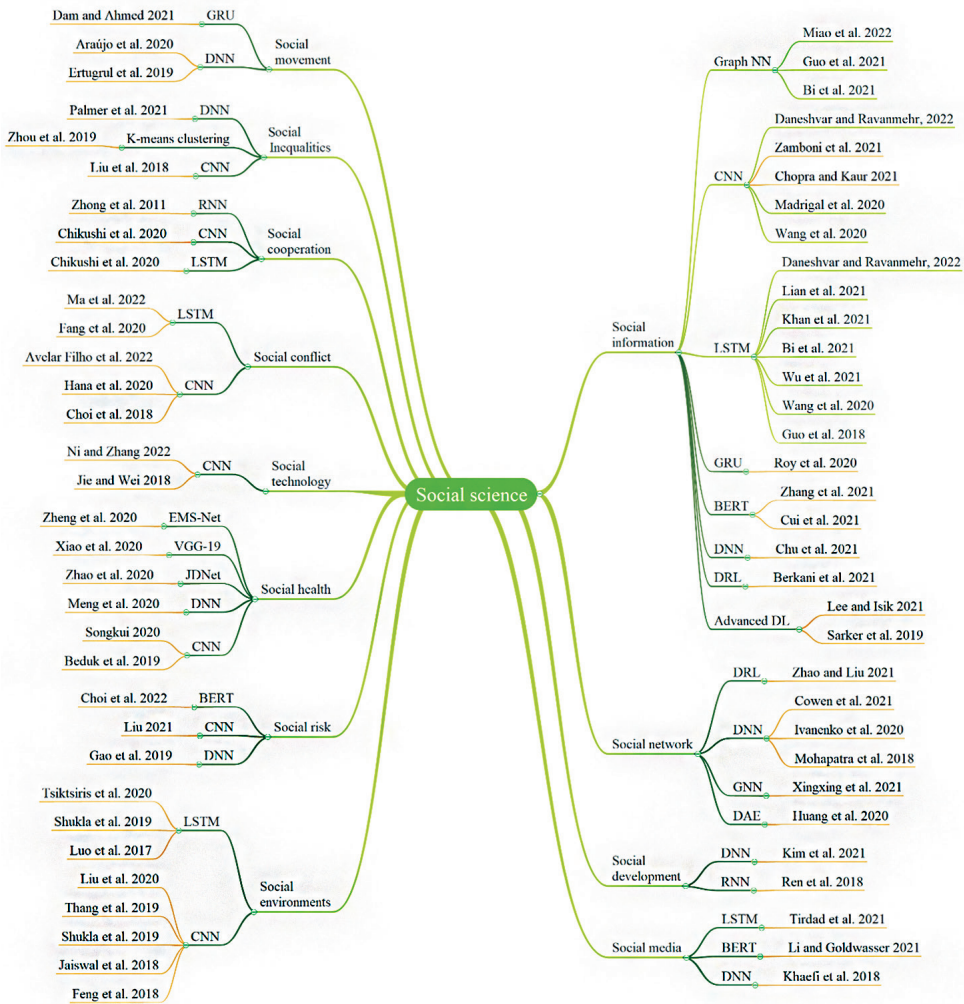 Social science
Dam and Ahmed 2021
GRU
Araújo et al. 2020
Ertugrul et al. 2019
DNN
Social
movement
Palmer et al. 2021
DNN
Zhou et al. 2019
K-means clustering
Liu et al. 2018
CNN
Social
Inequalities
Zhong et al. 2011
RNN
Chikushi et al. 2020
CNN
Chikushi et al. 2020
LSTM
Social
cooperation
Ma et al. 2022
Fang et al. 2020
LSTM
Avelar Filho et al. 2022
Hana et al. 2020
Choi et al. 2018
CNN
Social conflict
Ni and Zhang 2022
Jie and Wei 2018
CNN
Social
technology
Zheng et al. 2020
EMS-Net
Xiao et al. 2020
VGG-19
Zhao et al. 2020
JDNet
Meng et al. 2020
DNN
Songkui 2020
Beduk et al. 2019
CNN
Social health
Choi et al. 2022
BERT
Liu 2021
CNN
Gao et al. 2019
DNN
Social risk
Tsiktsiris et al. 2020
Shukla et al. 2019
Luo et al. 2017
LSTM
Liu et al. 2020
Thang et al. 2019
Shukla et al. 2019
Jaiswal et al. 2018
Feng et al. 2018
CNN
Social
environments
Social
information
Graph NN
Miao et al. 2022
Guo et al. 2021
Bi et al. 2021
CNN
Daneshvar and Ravanmehr, 2022
Zamboni et al. 2021
Chopra and Kaur 2021
Madrigal et al. 2020
Wang et al. 2020
LSTM
Daneshvar and Ravanmehr, 2022
Lian et al. 2021
Khan et al. 2021
Bi et al. 2021
Wu et al. 2021
Wang et al. 2020
Guo et al. 2018
GRU
Roy et al. 2020
BERT
Zhang et al. 2021
Cui et al. 2021
DNN
Chu et al. 2021
DRL
Berkani et al. 2021
Advanced DL
Lee and Isik 2021
Sarker et al. 2019
Social network
DRL
Zhao and Liu 2021
DNN
Cowen et al. 2021
Ivanenko et al. 2020
Mohapatra et al. 2018
GNN
Xingxing et al. 2021
DAE
Huang et al. 2020
Social
development
DNN
Kim et al. 2021
RNN
Ren et al. 2018
Social media
LSTM
Tirdad et al. 2021
BERT
Li and Goldwasser 2021
DNN
Khaefi et al. 2018